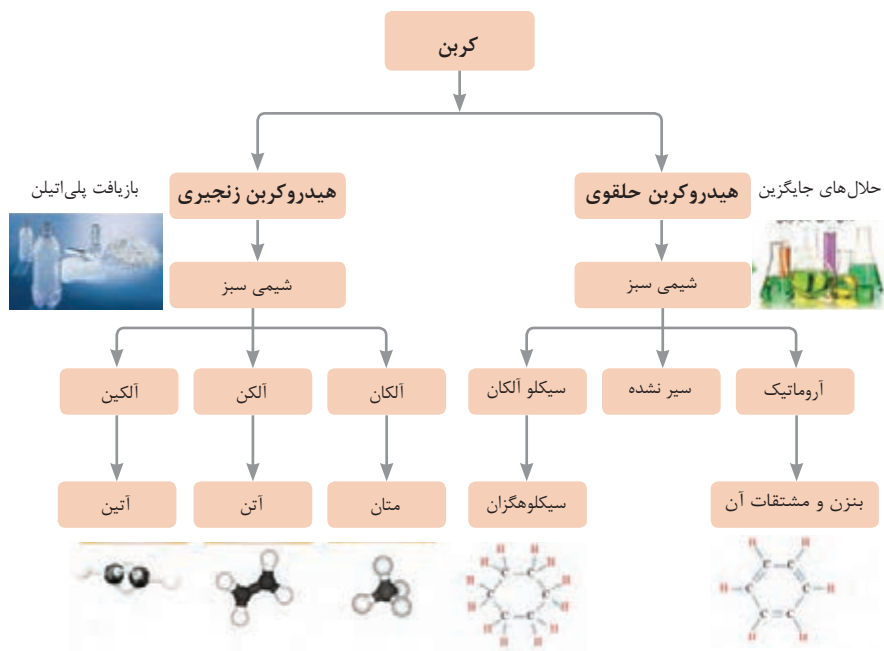 کربن
حلال‌های جایگزین
هیدروکربن حلقوی
هیدروکربن زنجیری
بازیافت پلی‌اتیلن
شیمی سبز
شیمی سبز
آروماتیک
سیر نشده
سیکلو آلکان
آلکان
آلکن
آلکین
بنزن و مشتقات آن
سیکلوهگزان
متان
آتن
آتین
H H
C C
H C C H
C C
H H
H H H H
H C C H
H C C H
H C C H
H H